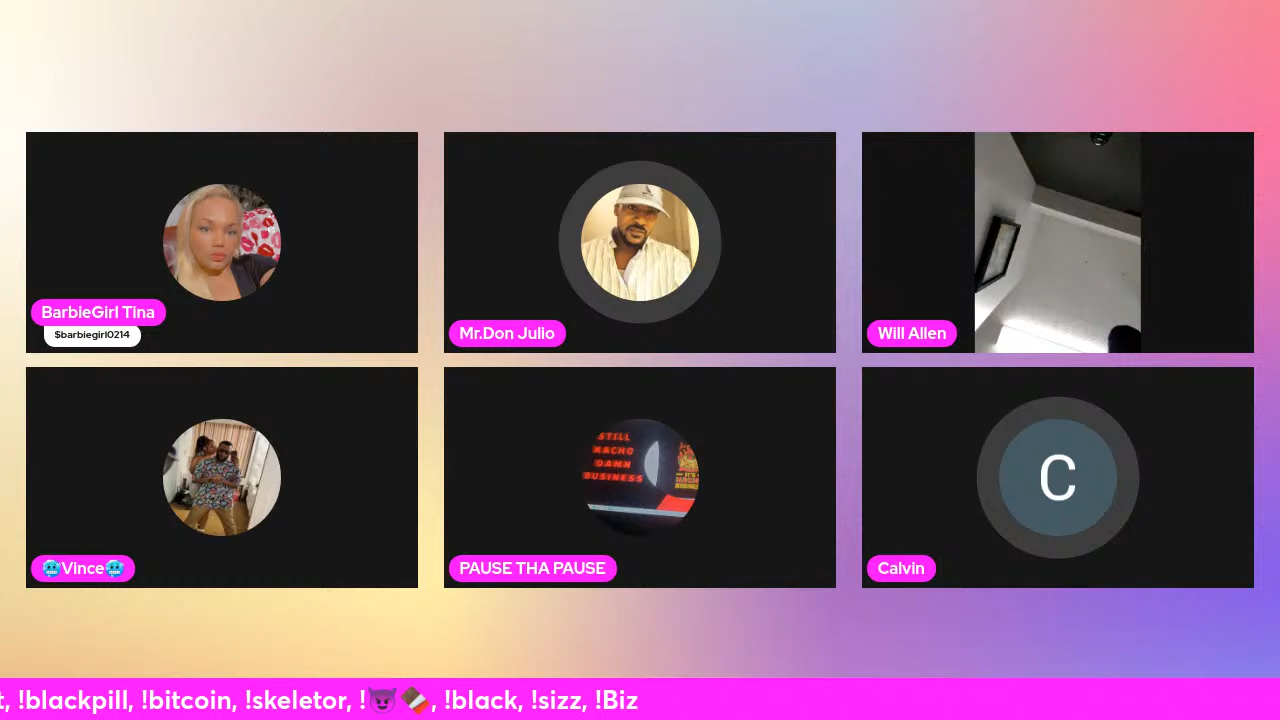 BarbieGirl Tina
$barbiegirl0214
Mr.Don Julio
Will Allen
🥶Vince🥶
STILL
NACHO
DAMN
BUSINESS
PAUSE THA PAUSE
C
Calvin
t, !blackpill, !bitcoin, !skeletor, !😈🍫, !black, !sizz, !Biz